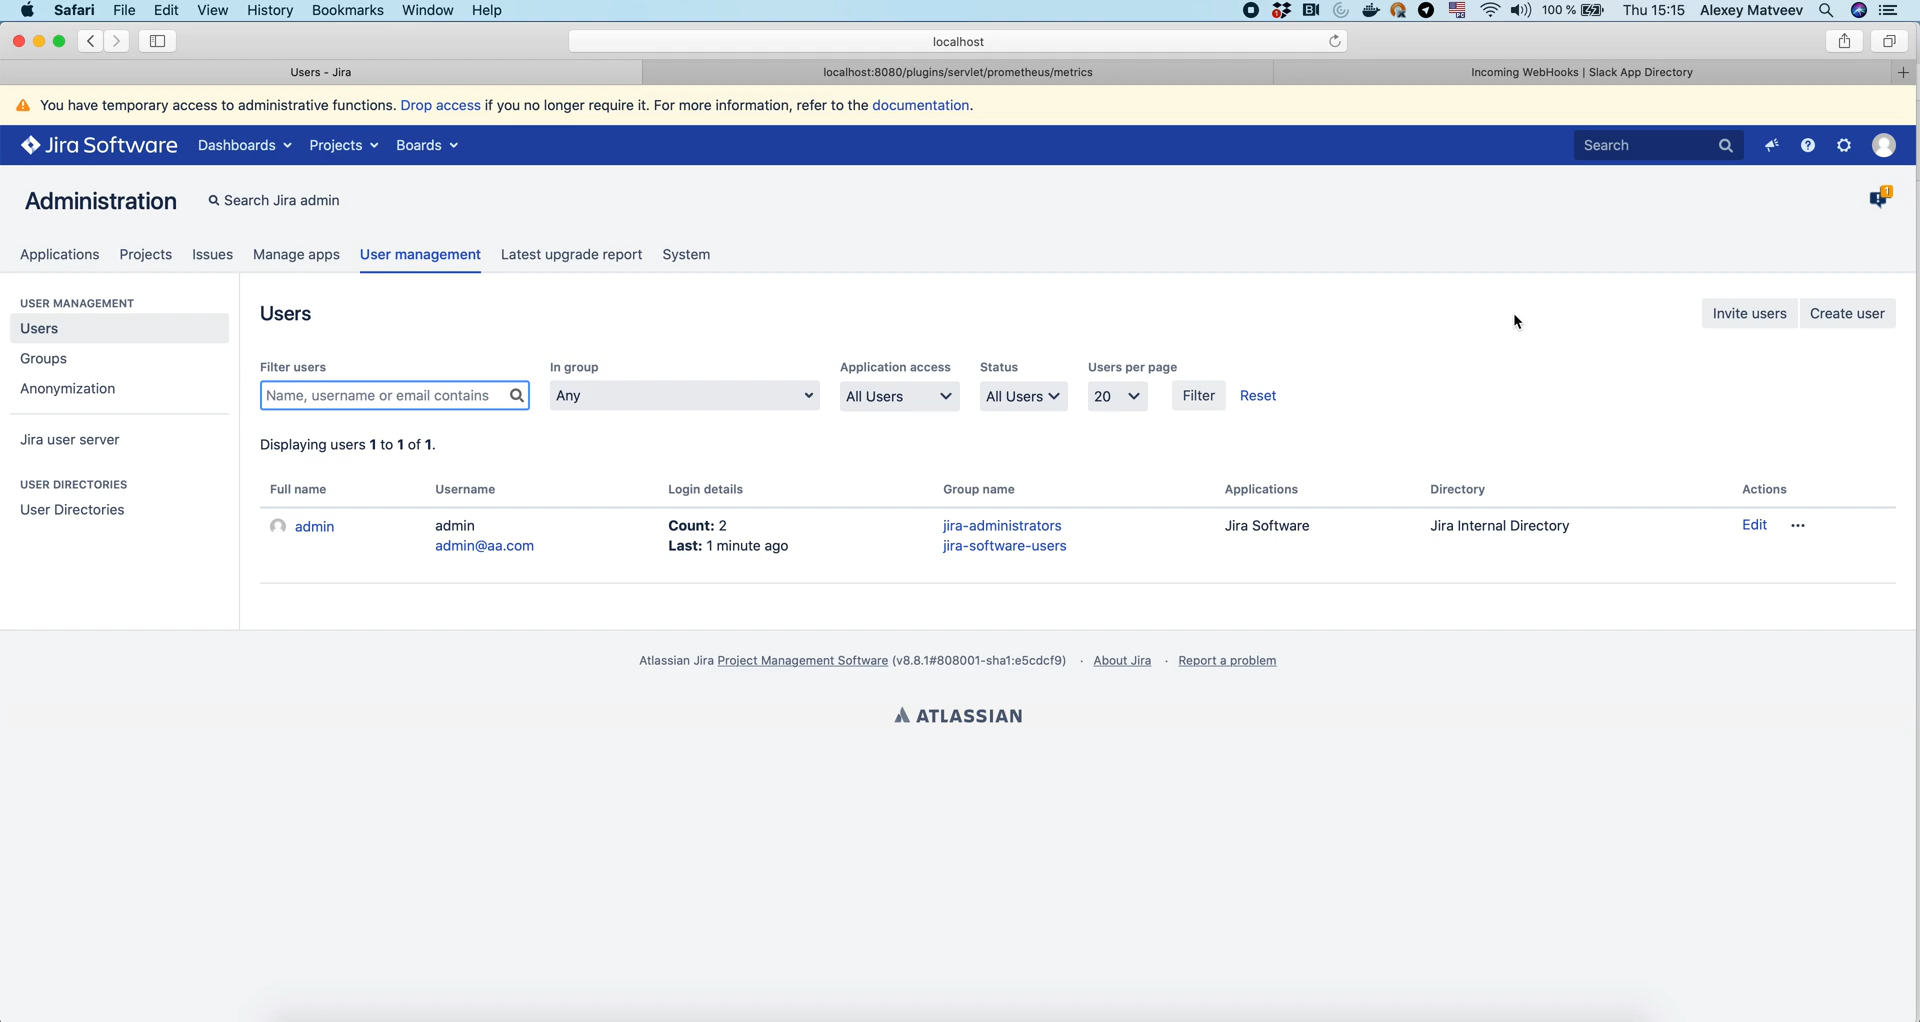 Safari File Edit View History Bookmarks Window Help 100 % Thu 15:15 Alexey Matveev
localhost
Users - Jira localhost:8080/plugins/servlet/prometheus/metrics Incoming WebHooks | Slack App Directory
You have temporary access to administrative functions. Drop access if you no longer require it. For more information, refer to the documentation.
Jira Software Dashboards Projects Boards Search
Administration Search Jira admin 1
Applications Projects Issues Manage apps User management Latest upgrade report System
USER MANAGEMENT
Users
Groups
Anonymization
Jira user server
USER DIRECTORIES
User Directories
Users Invite users Create user
Filter users In group Application access Status Users per page
Name, username or email contains Any All Users All Users 20 Filter Reset
Displaying users 1 to 1 of 1.
Full name Username Login details Group name Applications Directory Actions
admin admin Count: 2 jira-administrators Jira Software Jira Internal Directory Edit ···
admin@aa.com Last: 1 minute ago jira-software-users
Atlassian Jira Project Management Software (v8.8.1#808001-sha1:e5cdcf9) · About Jira · Report a problem
ATLASSIAN